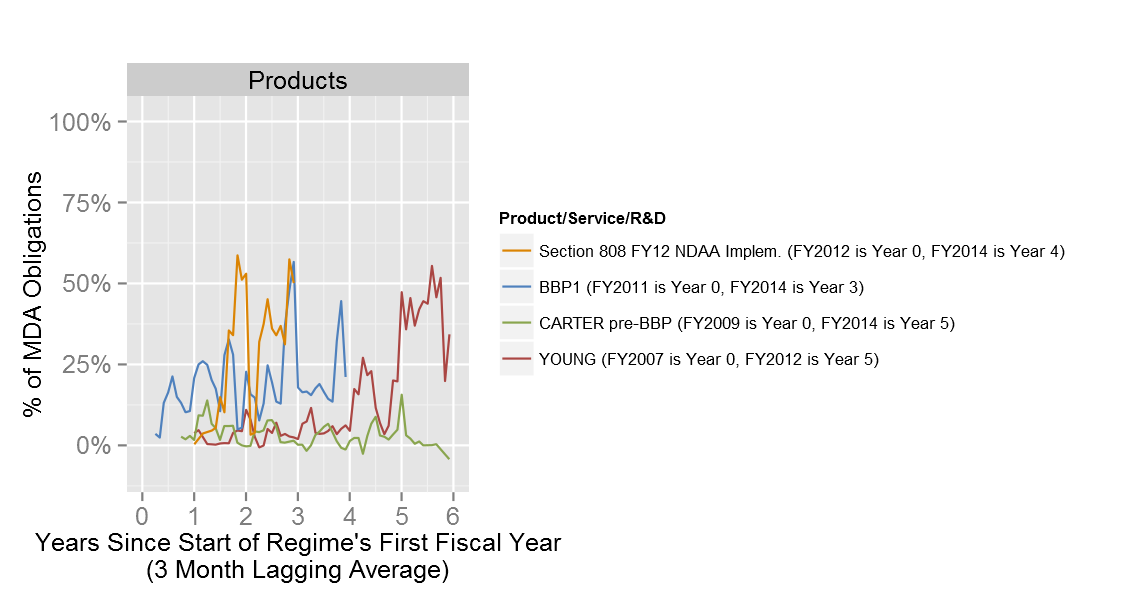 Products
100%
75%
50%
25%
0%
% of MDA Obligations
0 1 2 3 4 5 6
Years Since Start of Regime's First Fiscal Year
(3 Month Lagging Average)
Product/Service/R&D
Section 808 FY12 NDAA Implem. (FY2012 is Year 0, FY2014 is Year 4)
BBP1 (FY2011 is Year 0, FY2014 is Year 3)
CARTER pre-BBP (FY2009 is Year 0, FY2014 is Year 5)
YOUNG (FY2007 is Year 0, FY2012 is Year 5)